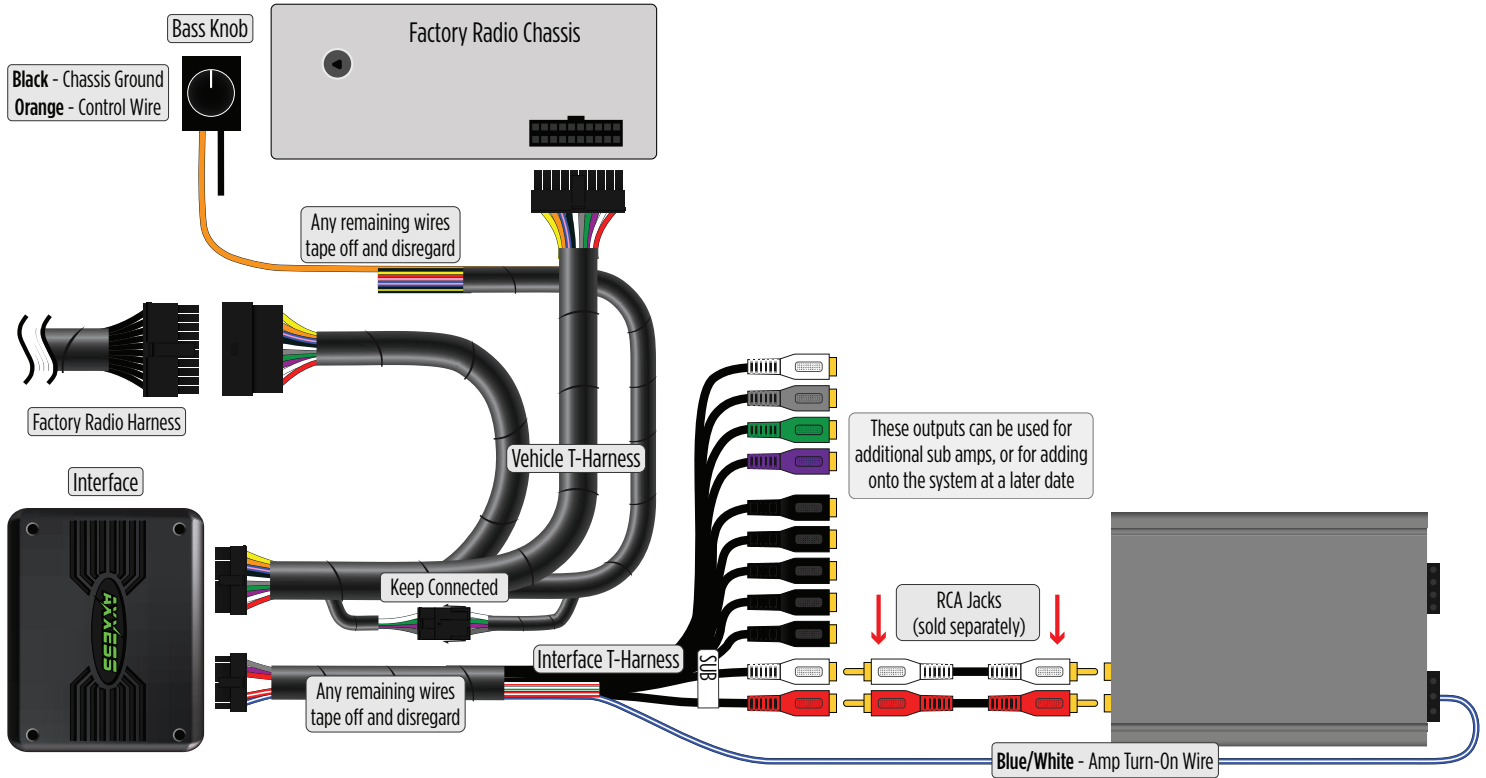 Bass Knob
Factory Radio Chassis
Black - Chassis Ground
Orange - Control Wire
Any remaining wires
tape off and disregard
Factory Radio Harness
Vehicle T-Harness
These outputs can be used for
additional sub amps, or for adding
onto the system at a later date
Interface
AXXESS
Keep Connected
RCA Jacks
(sold separately)
Interface T-Harness
SUB
Any remaining wires
tape off and disregard
Blue/White - Amp Turn-On Wire